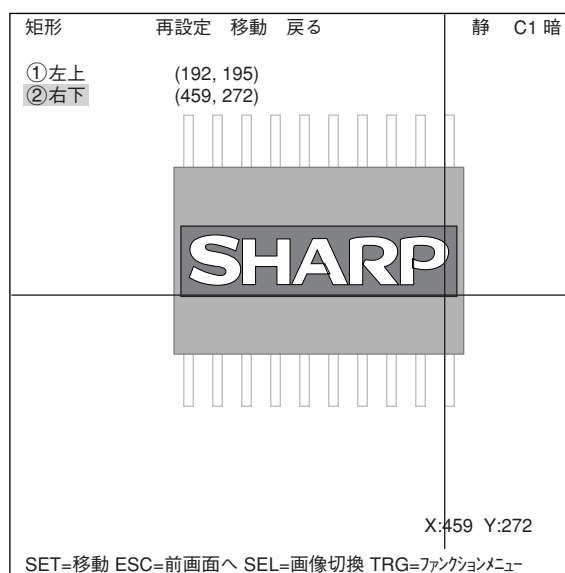 矩形 再設定 移動 戻る 静 C1 暗
①左上 (192, 195)
②右下 (459, 272)
SHARP
X:459 Y:272
SET=移動 ESC=前画面へ SEL=画像切換 TRG=ファンクションメニュー